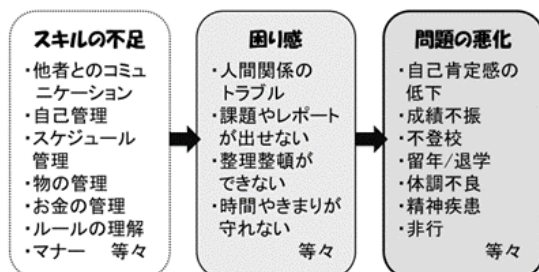 スキルの不足
・他者とのコミュ
ニケーション
・自己管理
・スケジュール
管理
・物の管理
・お金の管理
・ルールの理解
・マナー　等々
困り感
・人間関係の
トラブル
・課題やレポート
が出せない
・整理整頓が
できない
・時間やきまりが
守れない
等々
問題の悪化
・自己肯定感の
低下
・成績不振
・不登校
・留年/退学
・体調不良
・精神疾患
・非行
等々